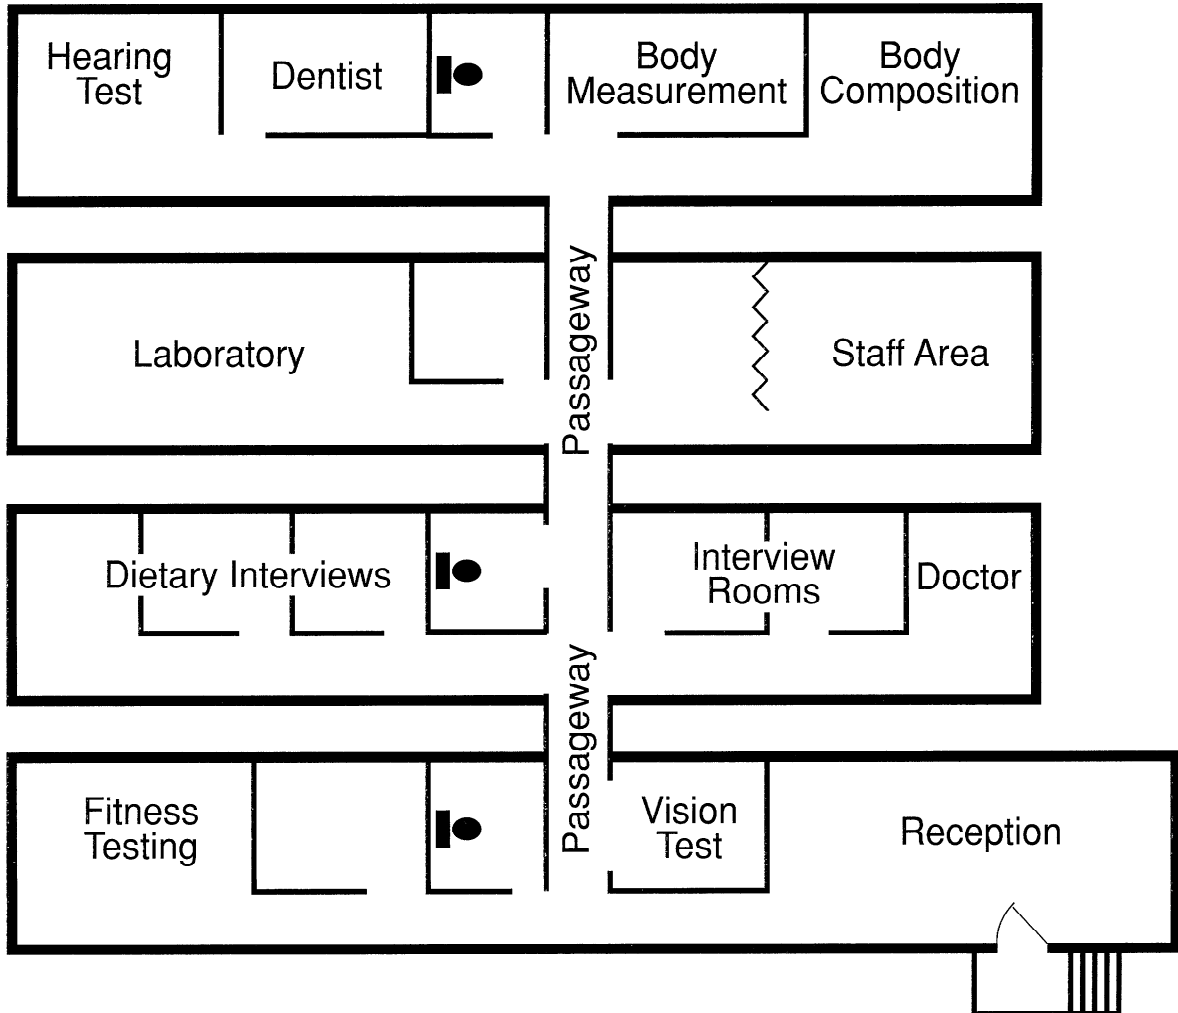 Hearing
Test
Dentist
Body
Measurement
Body
Composition
Passageway
Laboratory
Staff Area
Dietary Interviews
Interview
Rooms
Doctor
Passageway
Fitness
Testing
Vision
Test
Reception